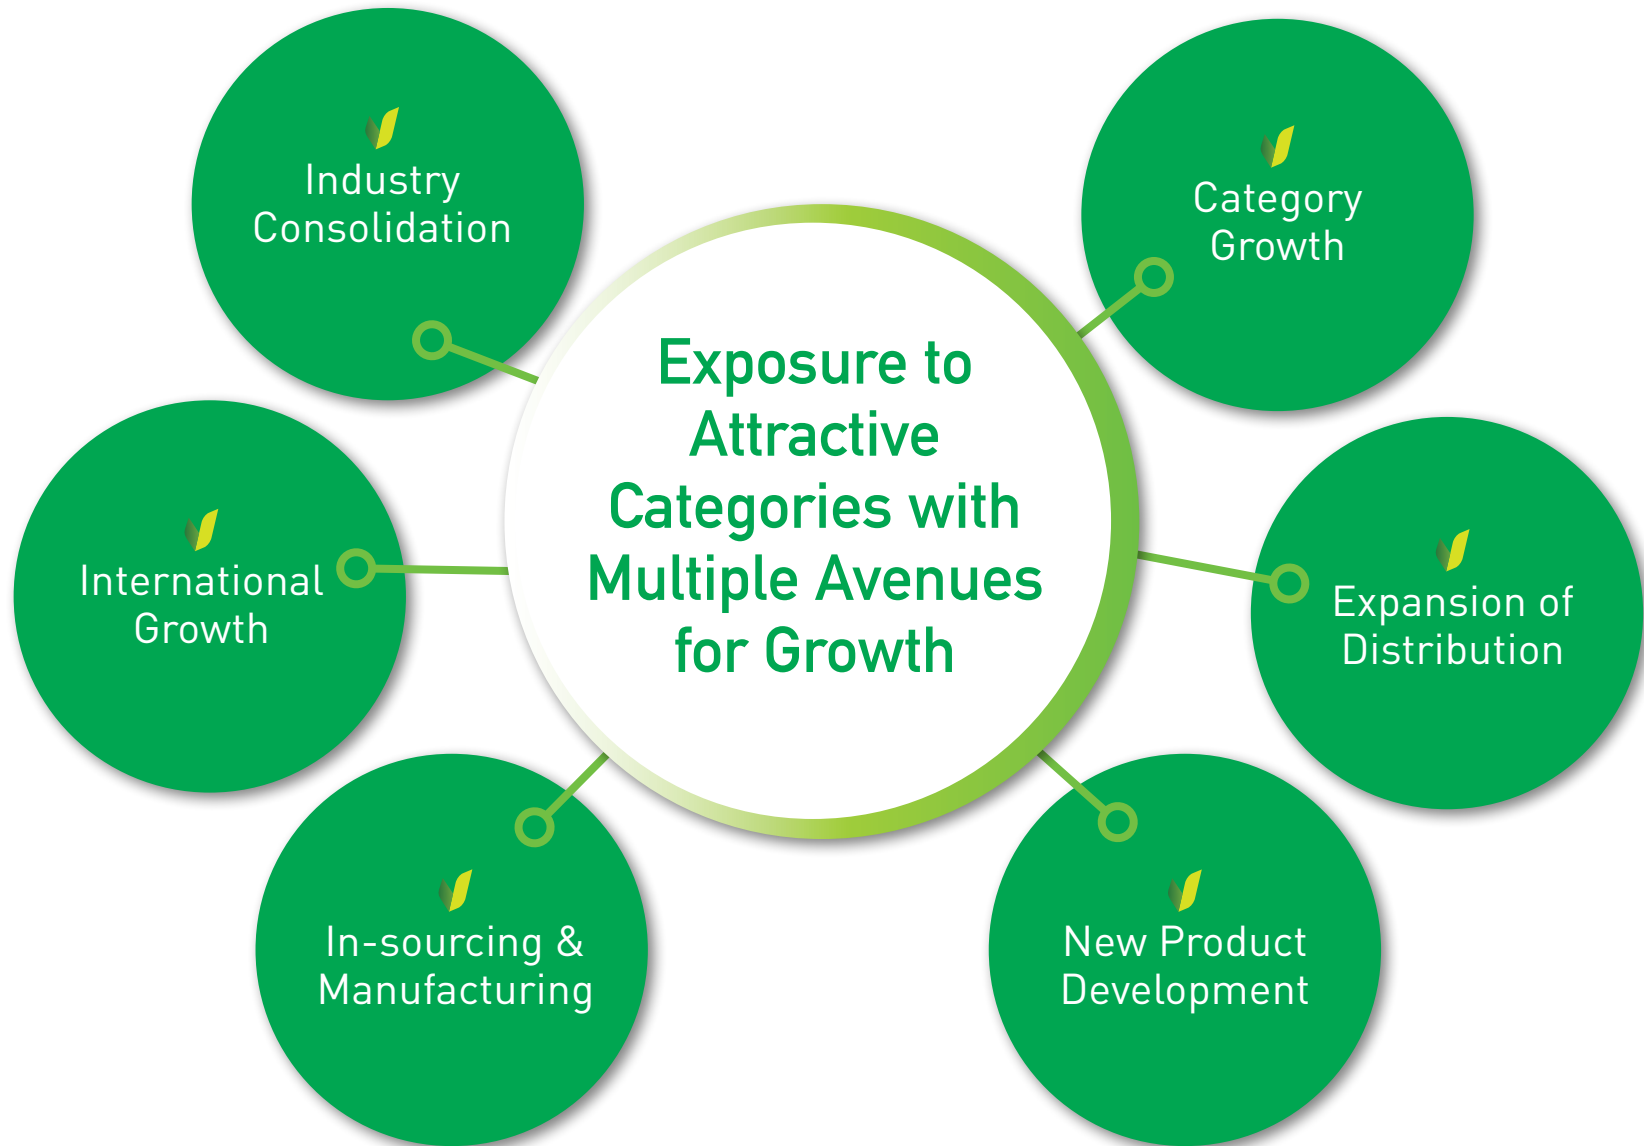 Industry
Consolidation
Category
Growth
Exposure to
Attractive
Categories with
Multiple Avenues
for Growth
International
Growth
Expansion of
Distribution
In-sourcing &
Manufacturing
New Product
Development